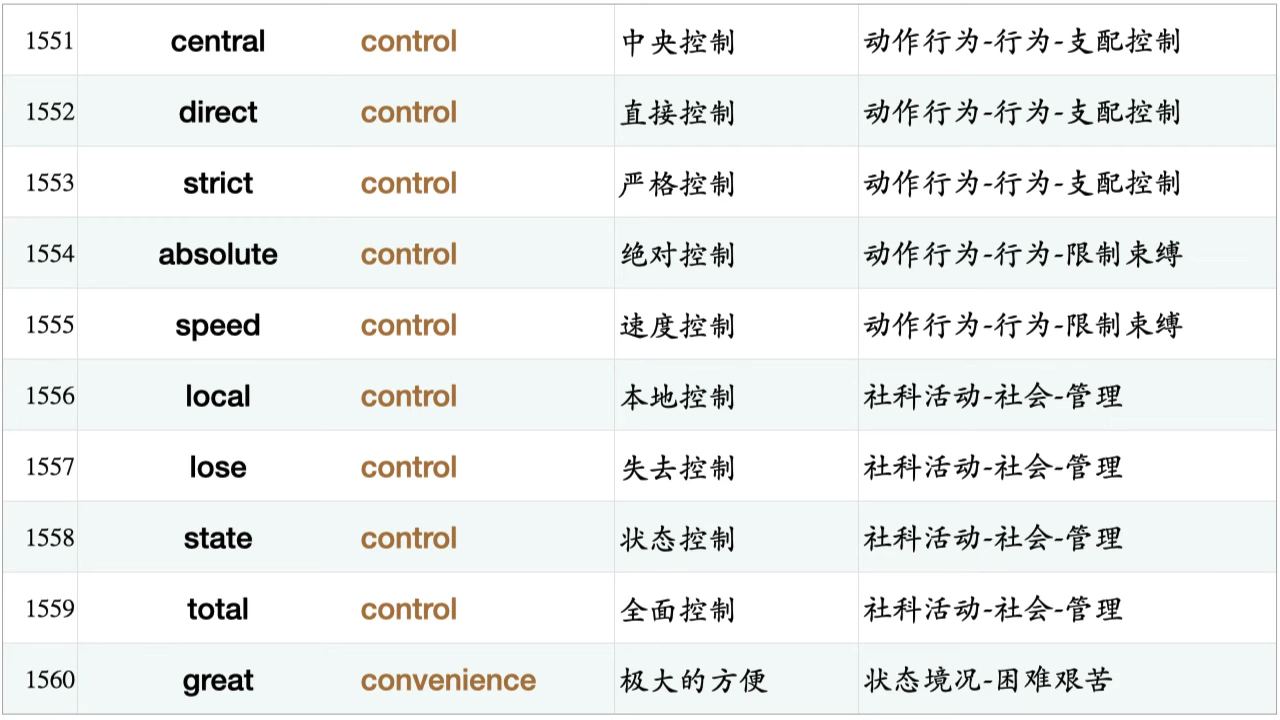 1551 central control 中央控制 动作行为-行为-支配控制
1552 direct control 直接控制 动作行为-行为-支配控制
1553 strict control 严格控制 动作行为-行为-支配控制
1554 absolute control 绝对控制 动作行为-行为-限制束缚
1555 speed control 速度控制 动作行为-行为-限制束缚
1556 local control 本地控制 社科活动-社会-管理
1557 lose control 失去控制 社科活动-社会-管理
1558 state control 状态控制 社科活动-社会-管理
1559 total control 全面控制 社科活动-社会-管理
1560 great convenience 极大的方便 状态境况-困难艰苦